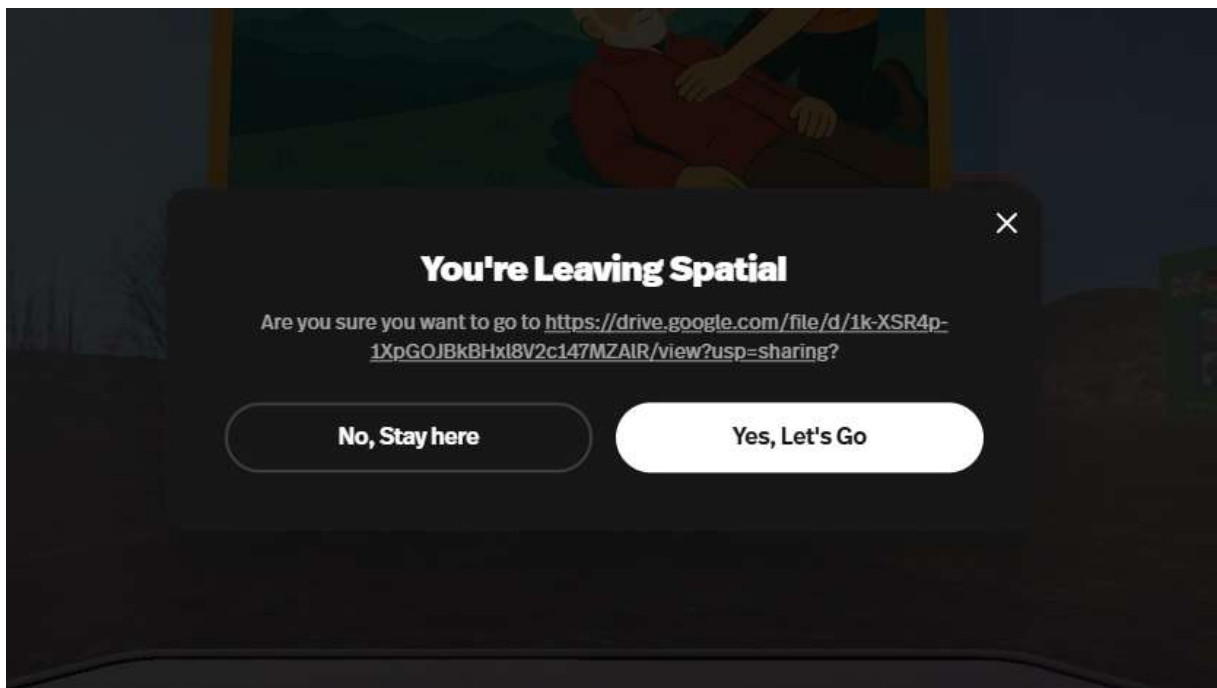 You're Leaving Spatial
Are you sure you want to go to https://drive.google.com/file/d/1k-XSR4p-
1XpGOJBkBHxl8V2c147MZAlR/view?usp=sharing?
No, Stay here
Yes, Let's Go